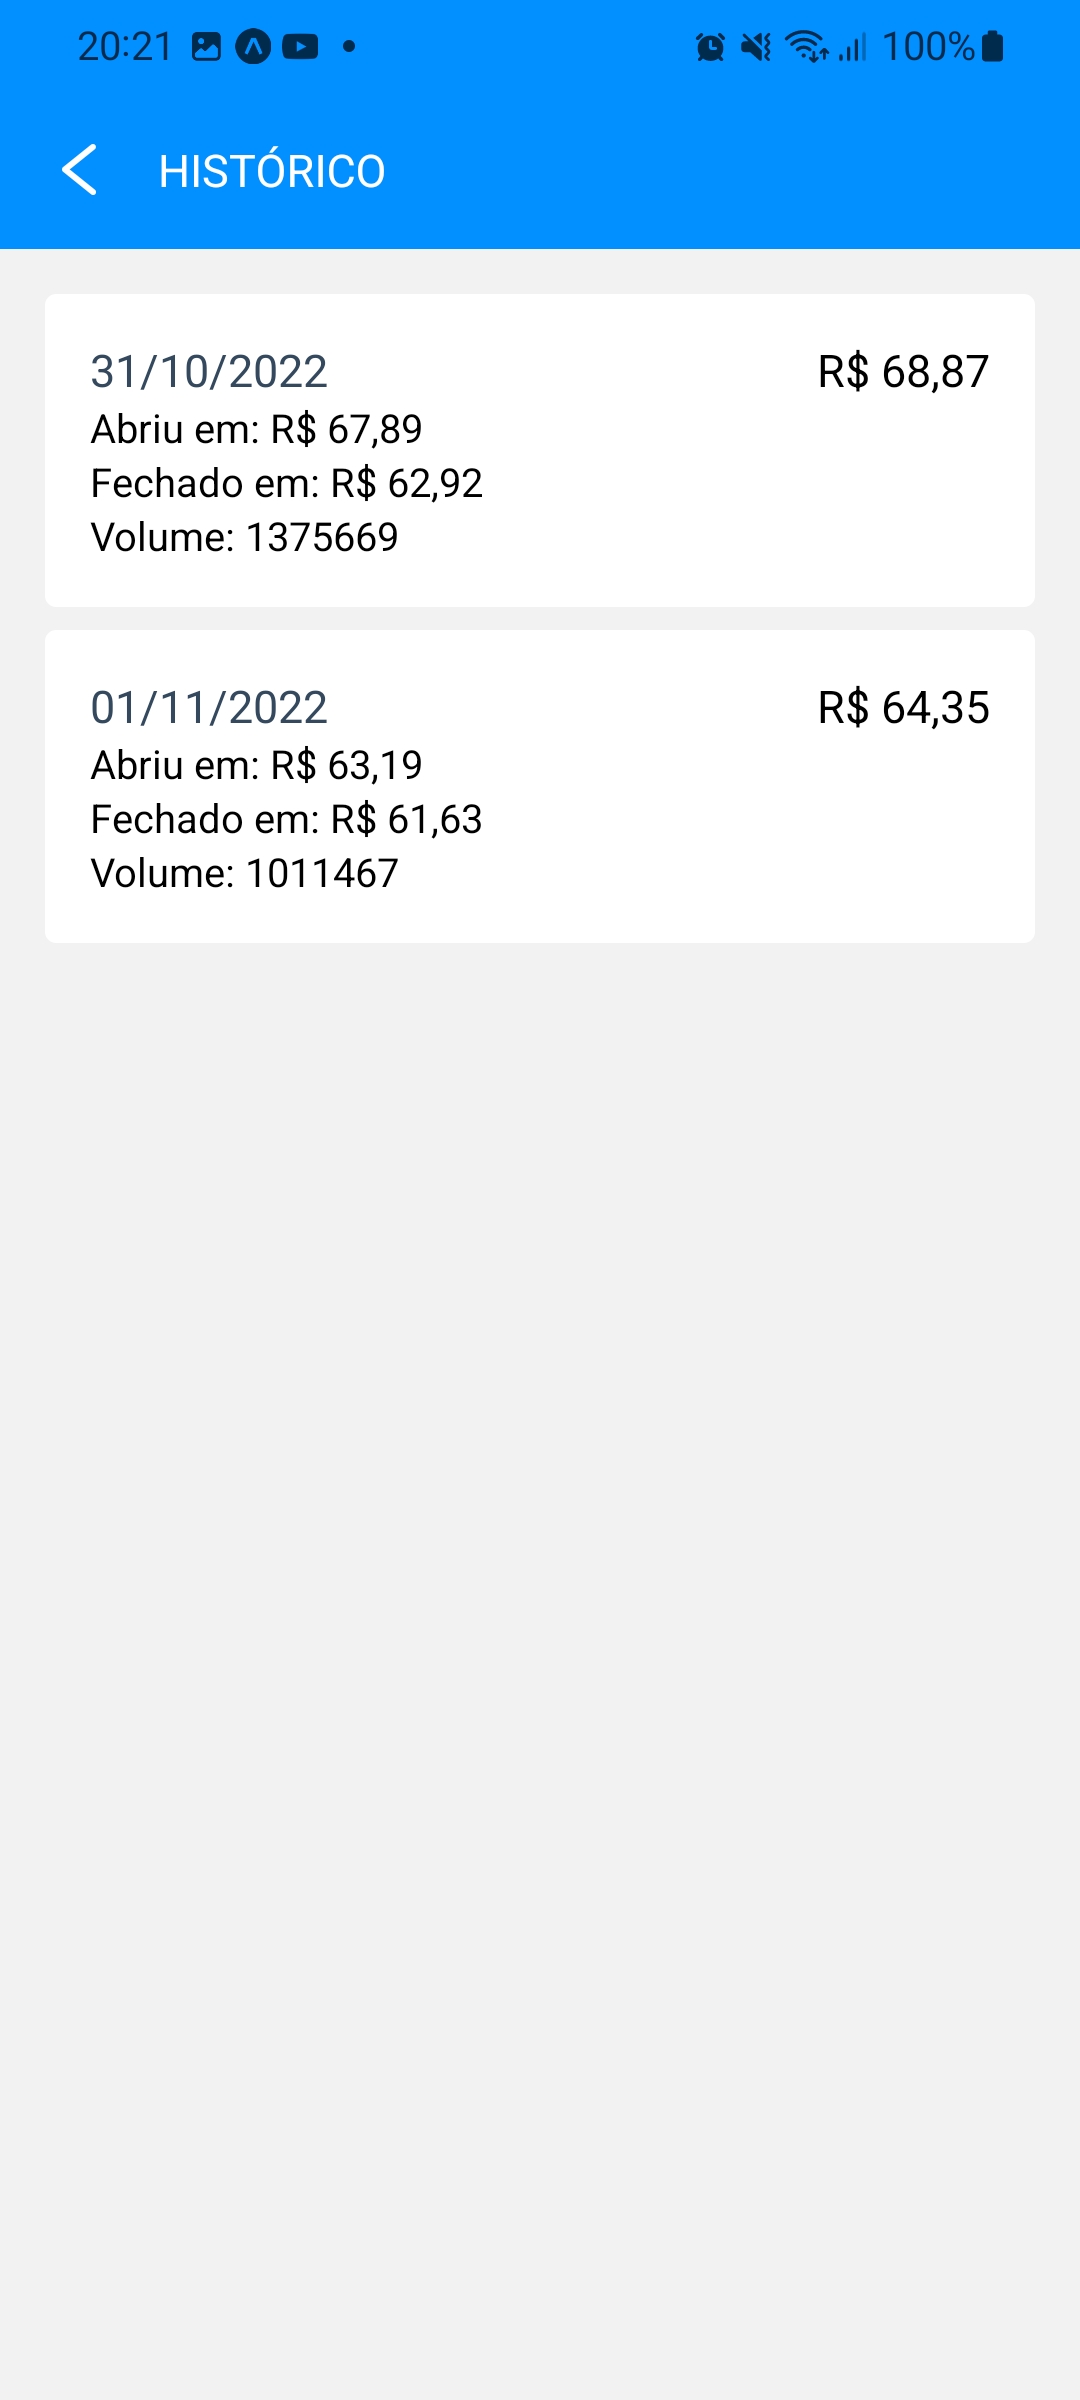 20:21 100%
HISTÓRICO
31/10/2022 R$ 68,87
Abriu em: R$ 67,89
Fechado em: R$ 62,92
Volume: 1375669
01/11/2022 R$ 64,35
Abriu em: R$ 63,19
Fechado em: R$ 61,63
Volume: 1011467